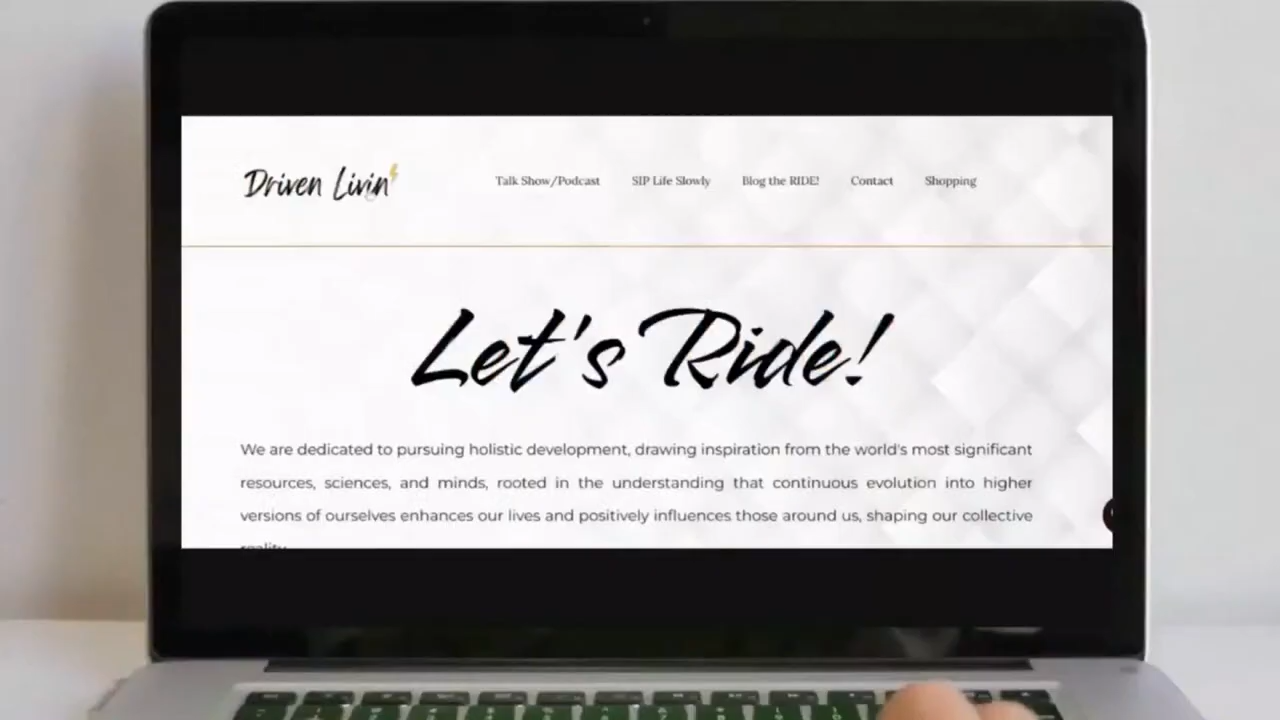 Driven Livin'
Talk Show/Podcast SIP Life Slowly Blog the RIDE! Contact Shopping
Let's Ride!
We are dedicated to pursuing holistic development, drawing inspiration from the world's most significant
resources, sciences, and minds, rooted in the understanding that continuous evolution into higher
versions of ourselves enhances our lives and positively influences those around us, shaping our collective
reality.